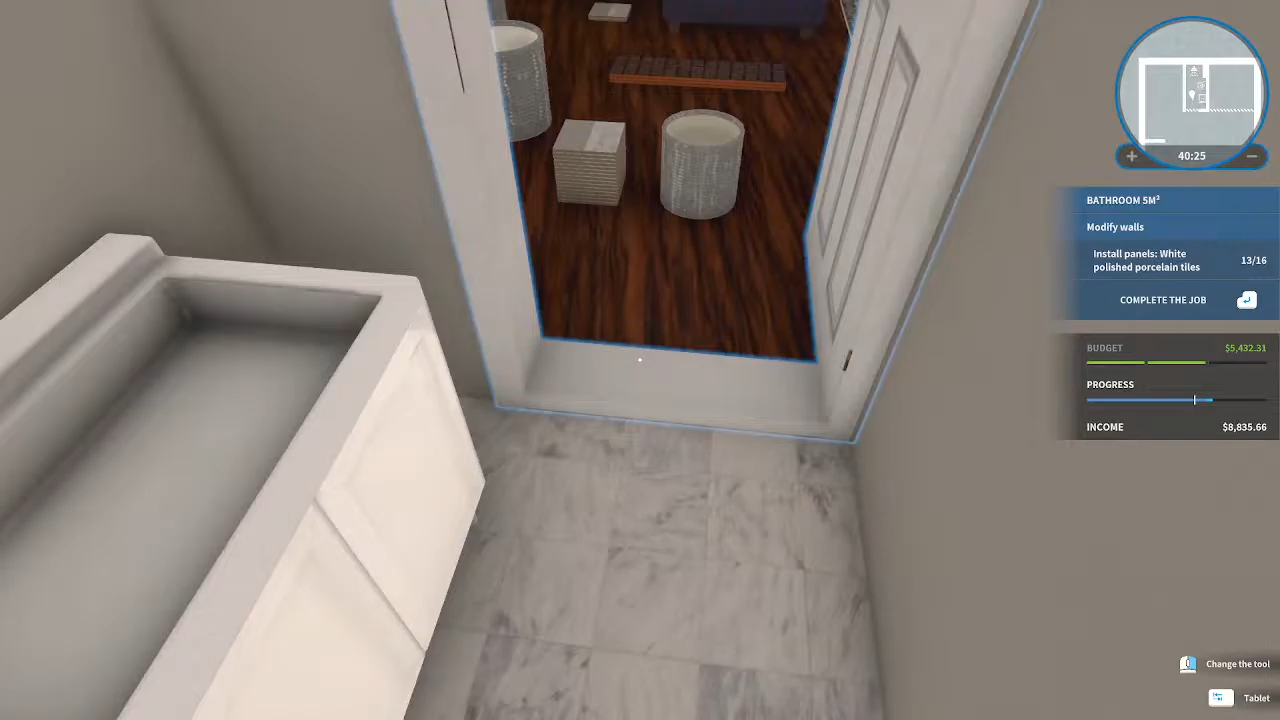 40:25
BATHROOM 5M²
Modify walls
Install panels: White
polished porcelain tiles
13/16
COMPLETE THE JOB
BUDGET
$5,432.31
PROGRESS
INCOME
$8,835.66
Change the tool
Tablet